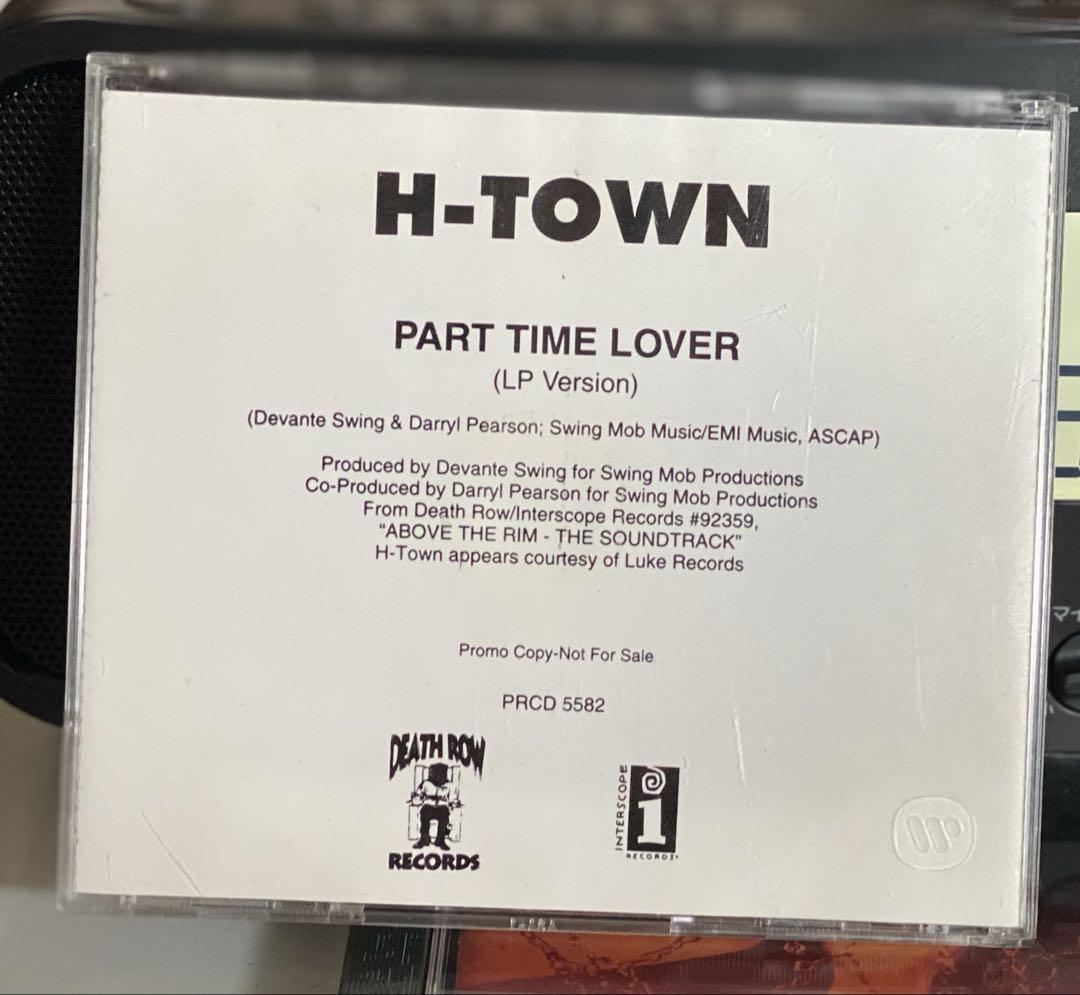 H-TOWN
PART TIME LOVER
(LP Version)
(Devante Swing & Darryl Pearson; Swing Mob Music/EMI Music, ASCAP)
Produced by Devante Swing for Swing Mob Productions
Co-Produced by Darryl Pearson for Swing Mob Productions
From Death Row/Interscope Records #92359,
"ABOVE THE RIM - THE SOUNDTRACK"
H-Town appears courtesy of Luke Records
Promo Copy-Not For Sale
PRCD 5582
DEATH ROW
RECORDS
INTERSCOPE
i
RECORDS
マイ